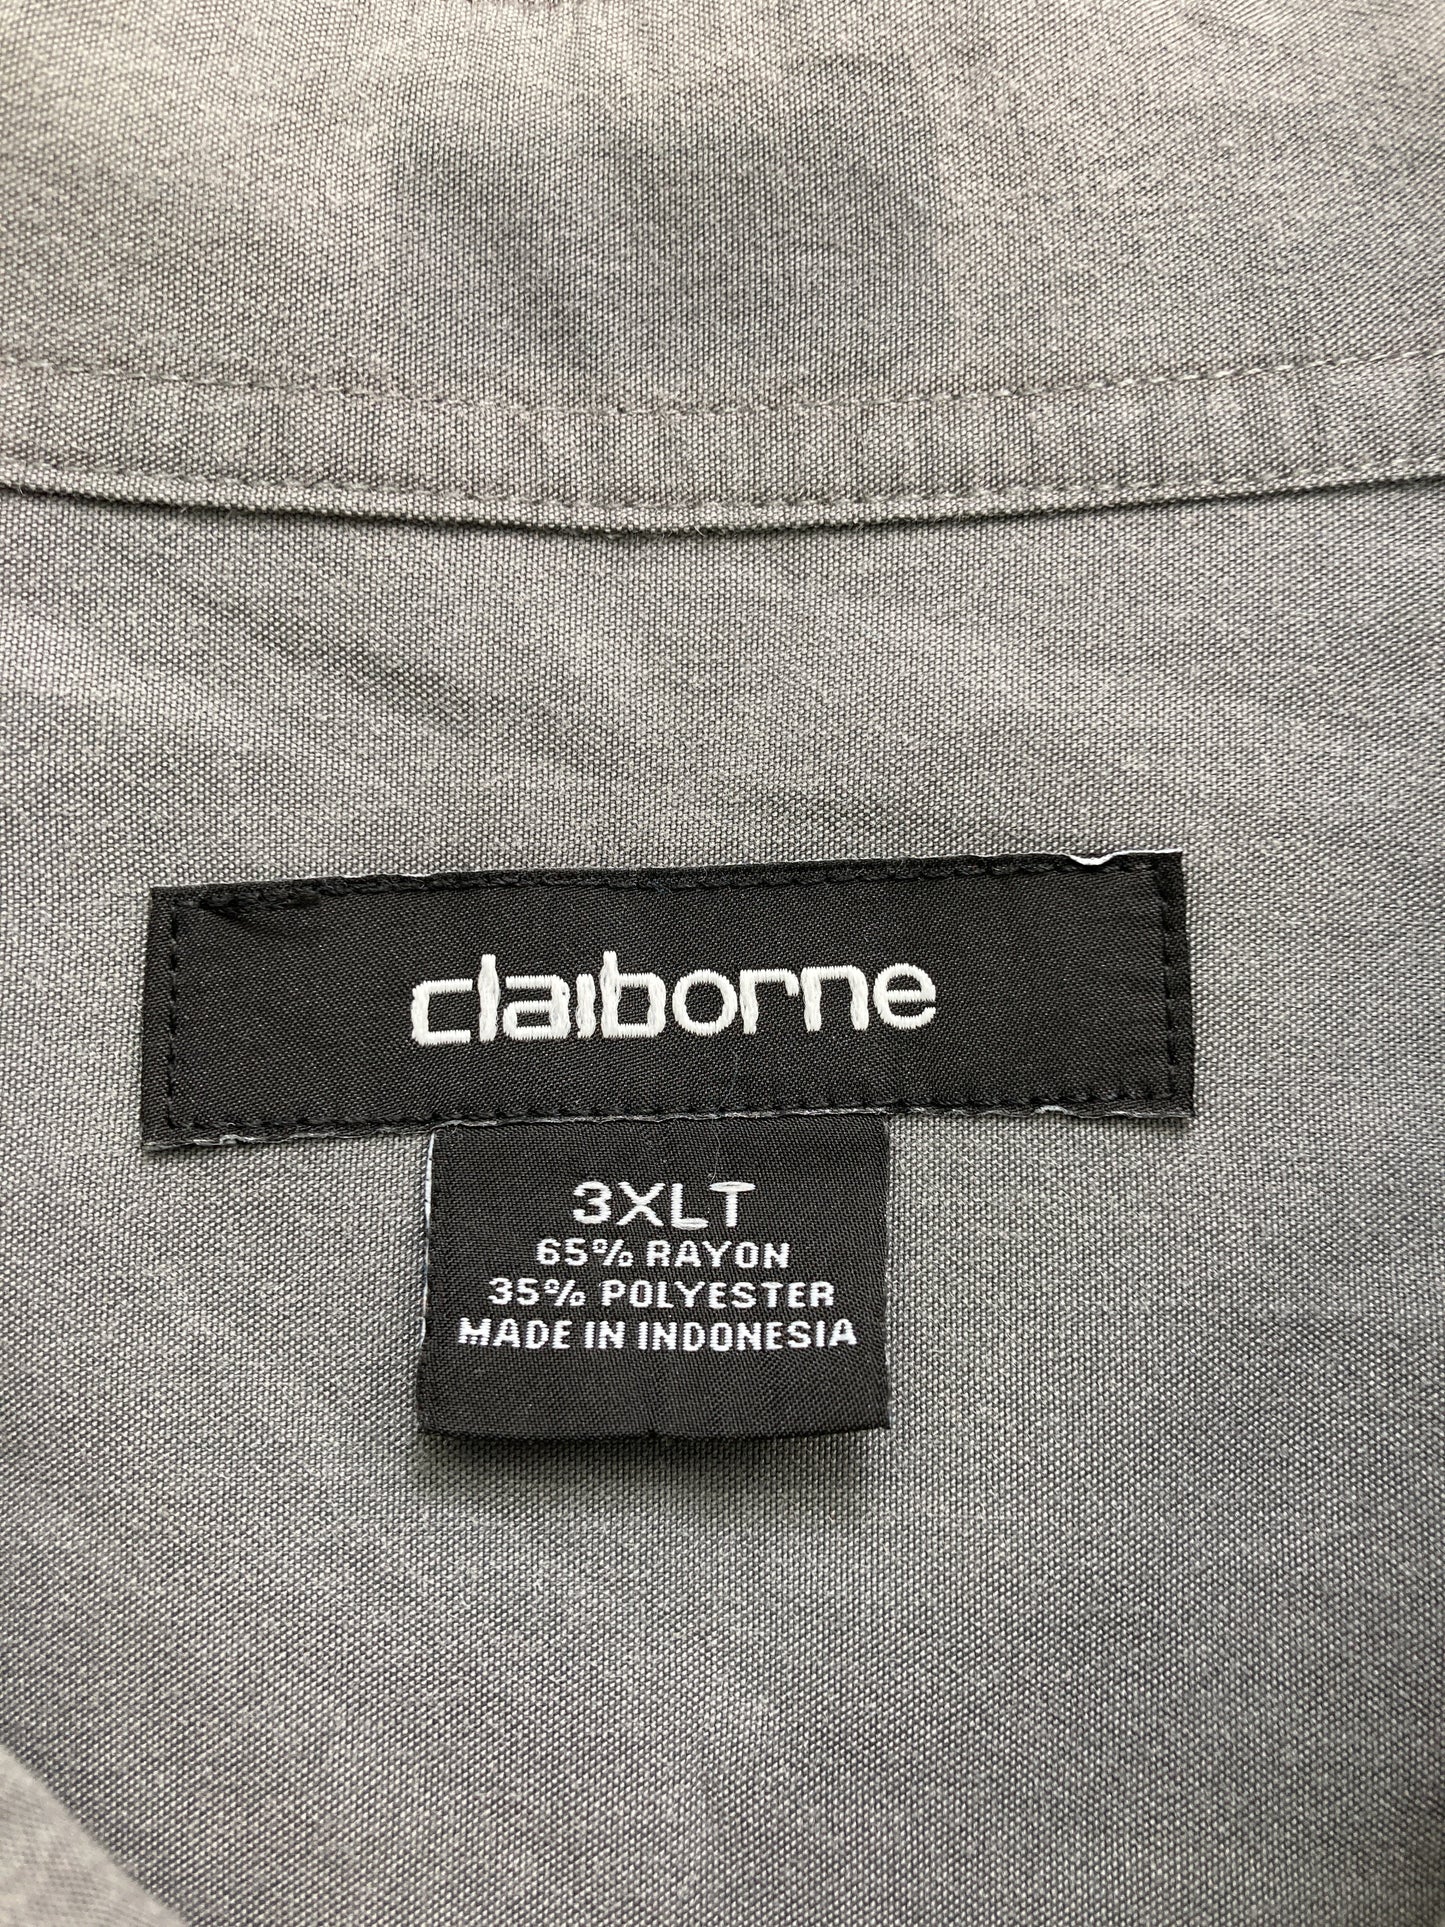 claiborne
3XLT
65% RAYON
35% POLYESTER
MADE IN INDONESIA